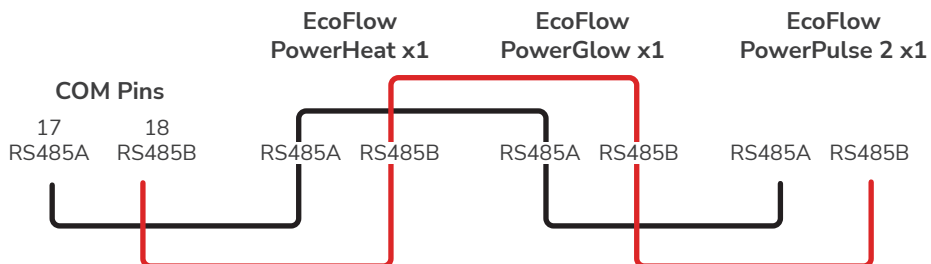 EcoFlow
PowerHeat x1
EcoFlow
PowerGlow x1
EcoFlow
PowerPulse 2 x1
COM Pins
17
RS485A
18
RS485B
RS485A
RS485B
RS485A
RS485B
RS485A
RS485B